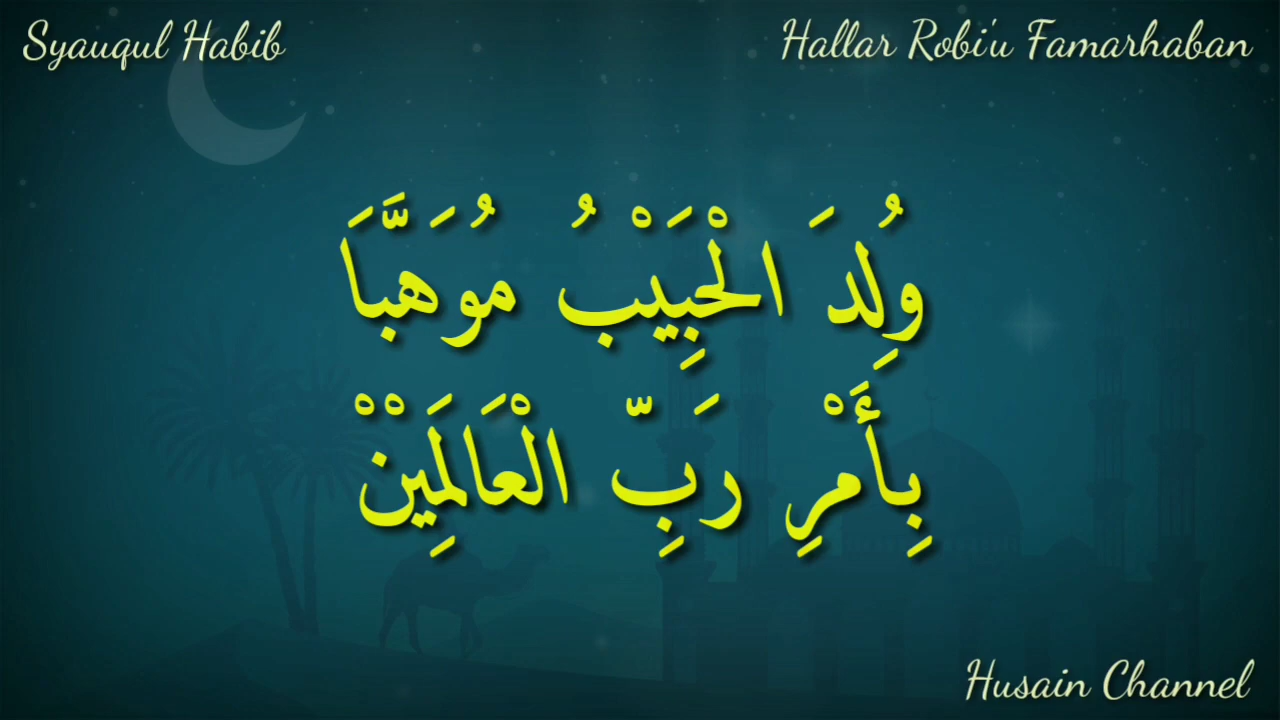 Syauqul Habib
Hallar Robi'u Famarhaban
وُلِدَ الْحَبِيَبْبُ مُوَهَّبَاَ
بِأَمْرِ رَبِّ الْعَالَمِيْنْ
Husain Channel